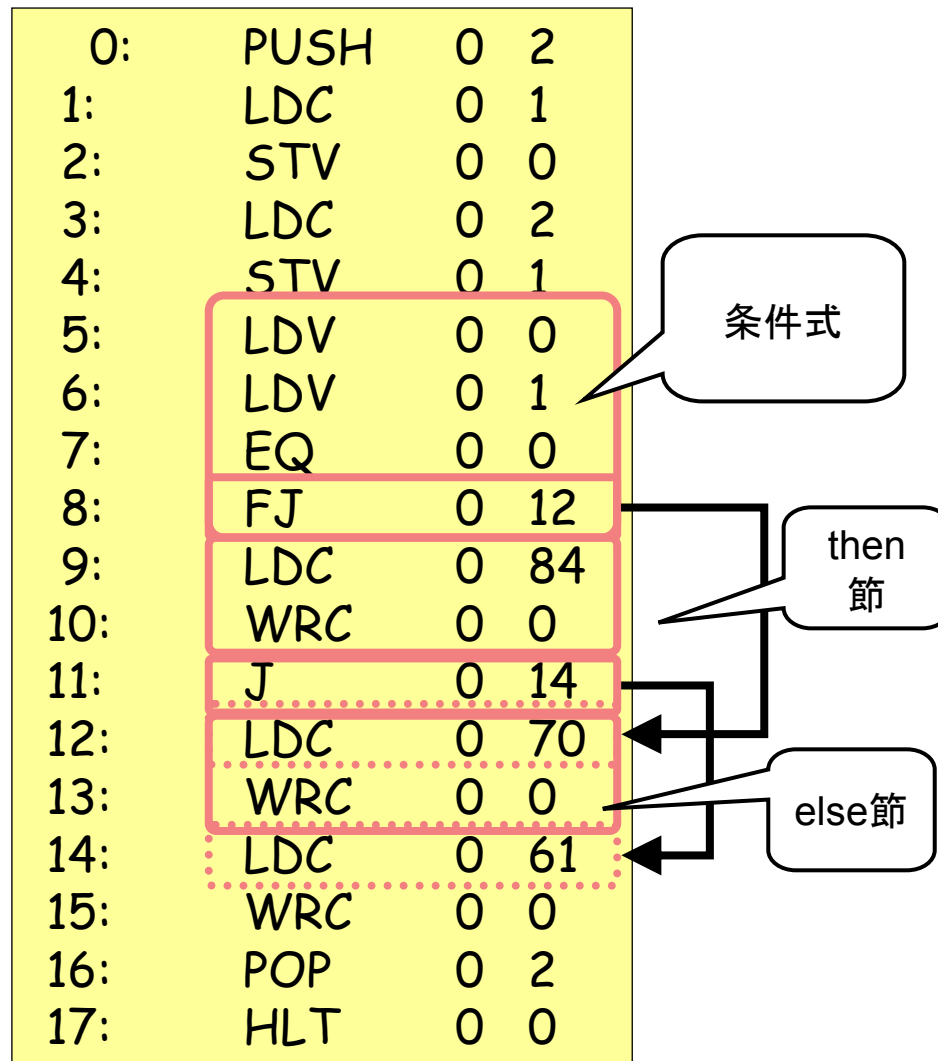 0: PUSH 0 2
1: LDC 0 1
2: STV 0 0
3: LDC 0 2
4: STV 0 1
5: LDV 0 0
6: LDV 0 1
7: EQ 0 0
8: FJ 0 12
9: LDC 0 84
10: WRC 0 0
11: J 0 14
12: LDC 0 70
13: WRC 0 0
14: LDC 0 61
15: WRC 0 0
16: POP 0 2
17: HLT 0 0
条件式
then
節
else節